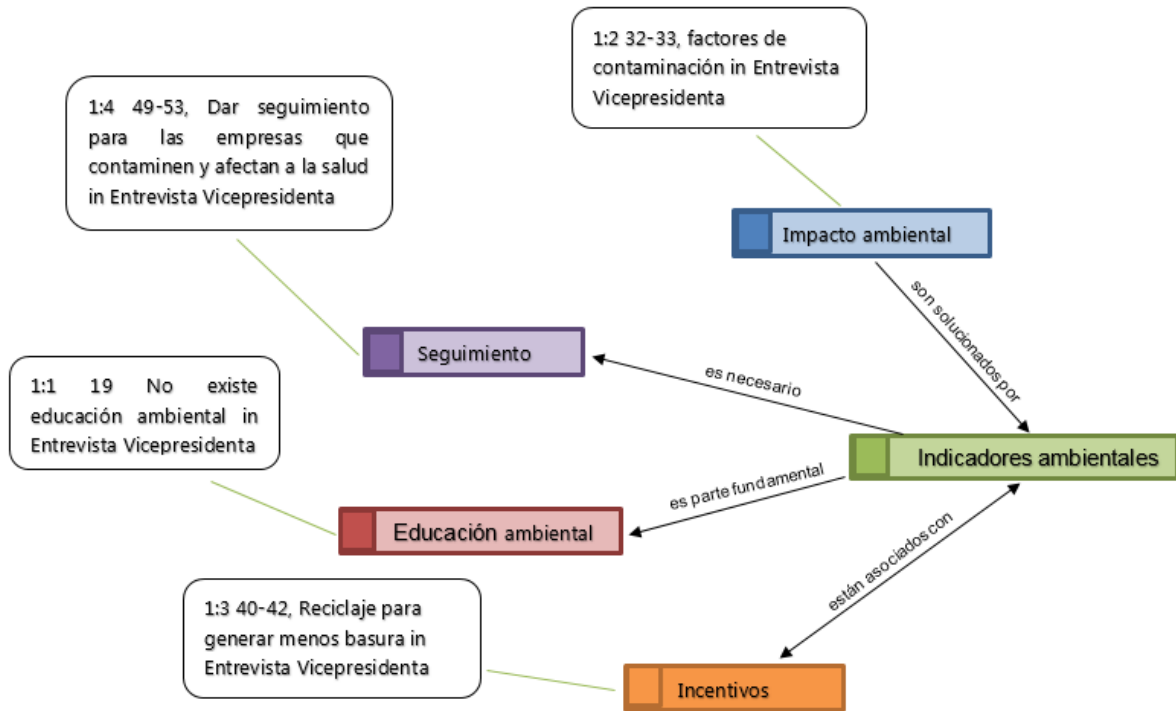 1:2 32-33, factores de
contaminación in Entrevista
Vicepresidenta
1:4 49-53, Dar seguimiento
para las empresas que
contaminen y afectan a la salud
in Entrevista Vicepresidenta
Impacto ambiental
son solucionados por
Seguimiento
es necesario
1:1 19 No existe
educación ambiental in
Entrevista Vicepresidenta
Indicadores ambientales
es parte fundamental
Educación ambiental
están asociados con
1:3 40-42, Reciclaje para
generar menos basura in
Entrevista Vicepresidenta
Incentivos